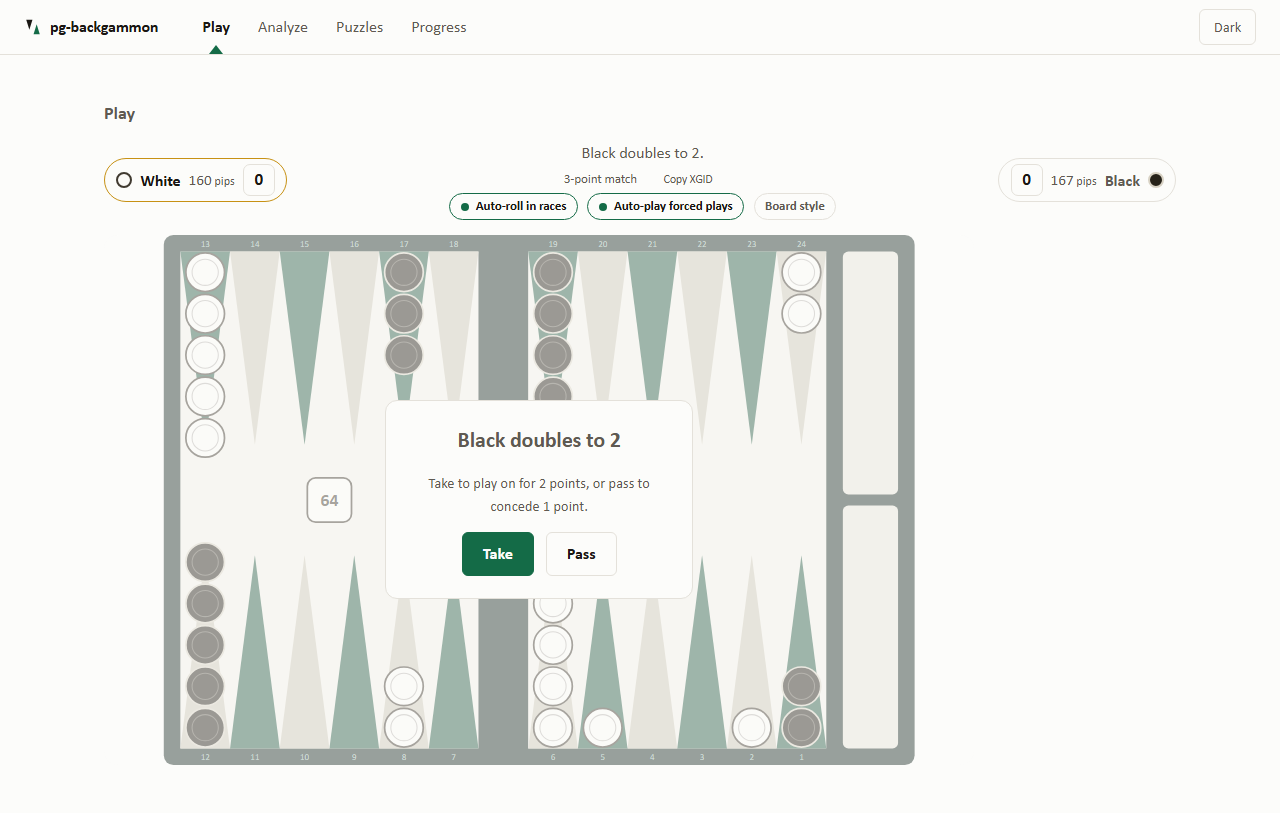 pg-backgammon Play Analyze Puzzles Progress Dark
Play
Black doubles to 2.
White 160 pips 0
3-point match Copy XGID
0 167 pips Black
Auto-roll in races Auto-play forced plays Board style
13 14 15 16 17 18 19 20 21 22 23 24
Black doubles to 2
Take to play on for 2 points, or pass to
concede 1 point.
64
Take Pass
12 11 10 9 8 7 6 5 4 3 2 1